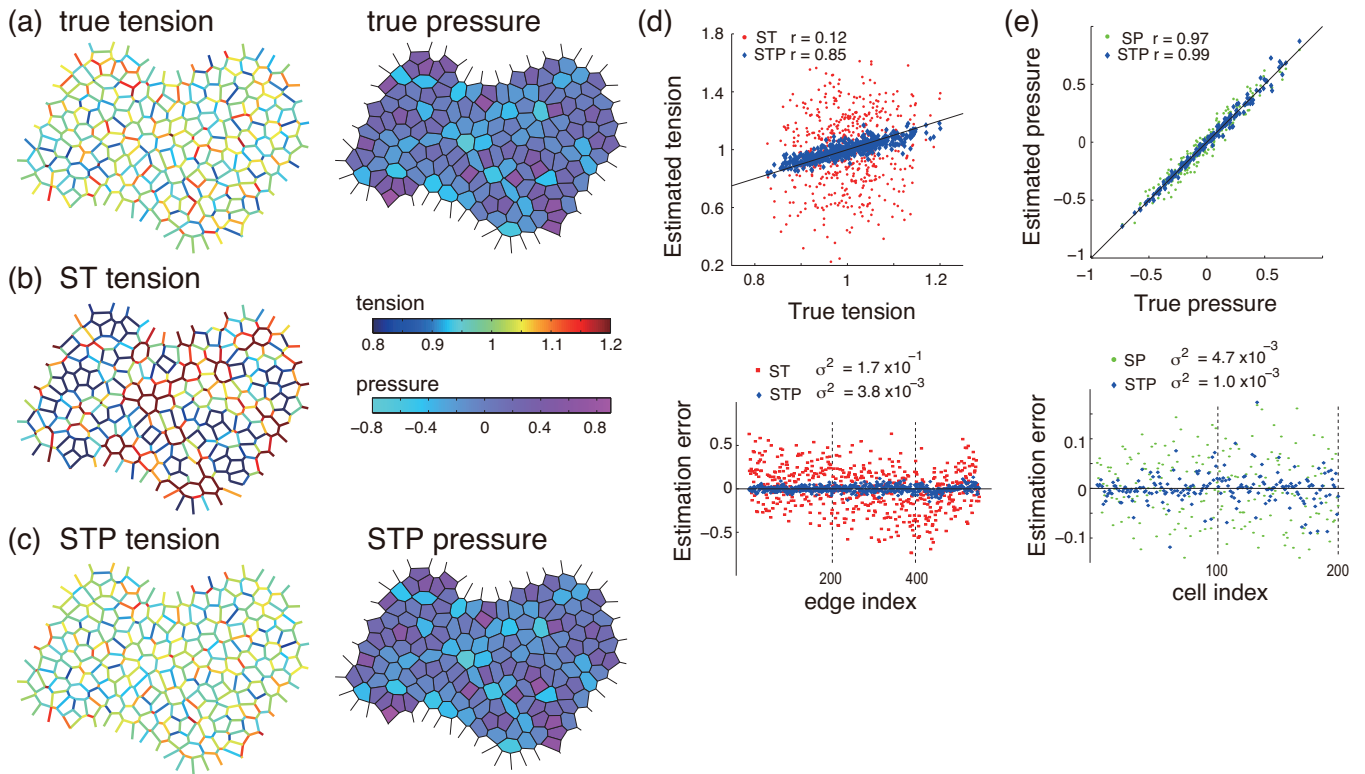 (a) true tension
true pressure
(b) ST tension
tension
0.8 0.9 1 1.1 1.2
pressure
−0.8 −0.4 0 0.4 0.8
(c) STP tension
STP pressure
(d)
ST r = 0.12
STP r = 0.85
1.8
1.4
1
0.6
0.2
0.8 1 1.2
Estimated tension
True tension
ST σ² = 1.7 x10⁻¹
STP σ² = 3.8 x10⁻³
0.5
0
−0.5
200 400
Estimation error
edge index
(e)
SP r = 0.97
STP r = 0.99
0.5
0
−0.5
−1
−1 −0.5 0 0.5
Estimated pressure
True pressure
SP σ² = 4.7 x10⁻³
STP σ² = 1.0 x10⁻³
0.1
0
−0.1
100 200
Estimation error
cell index